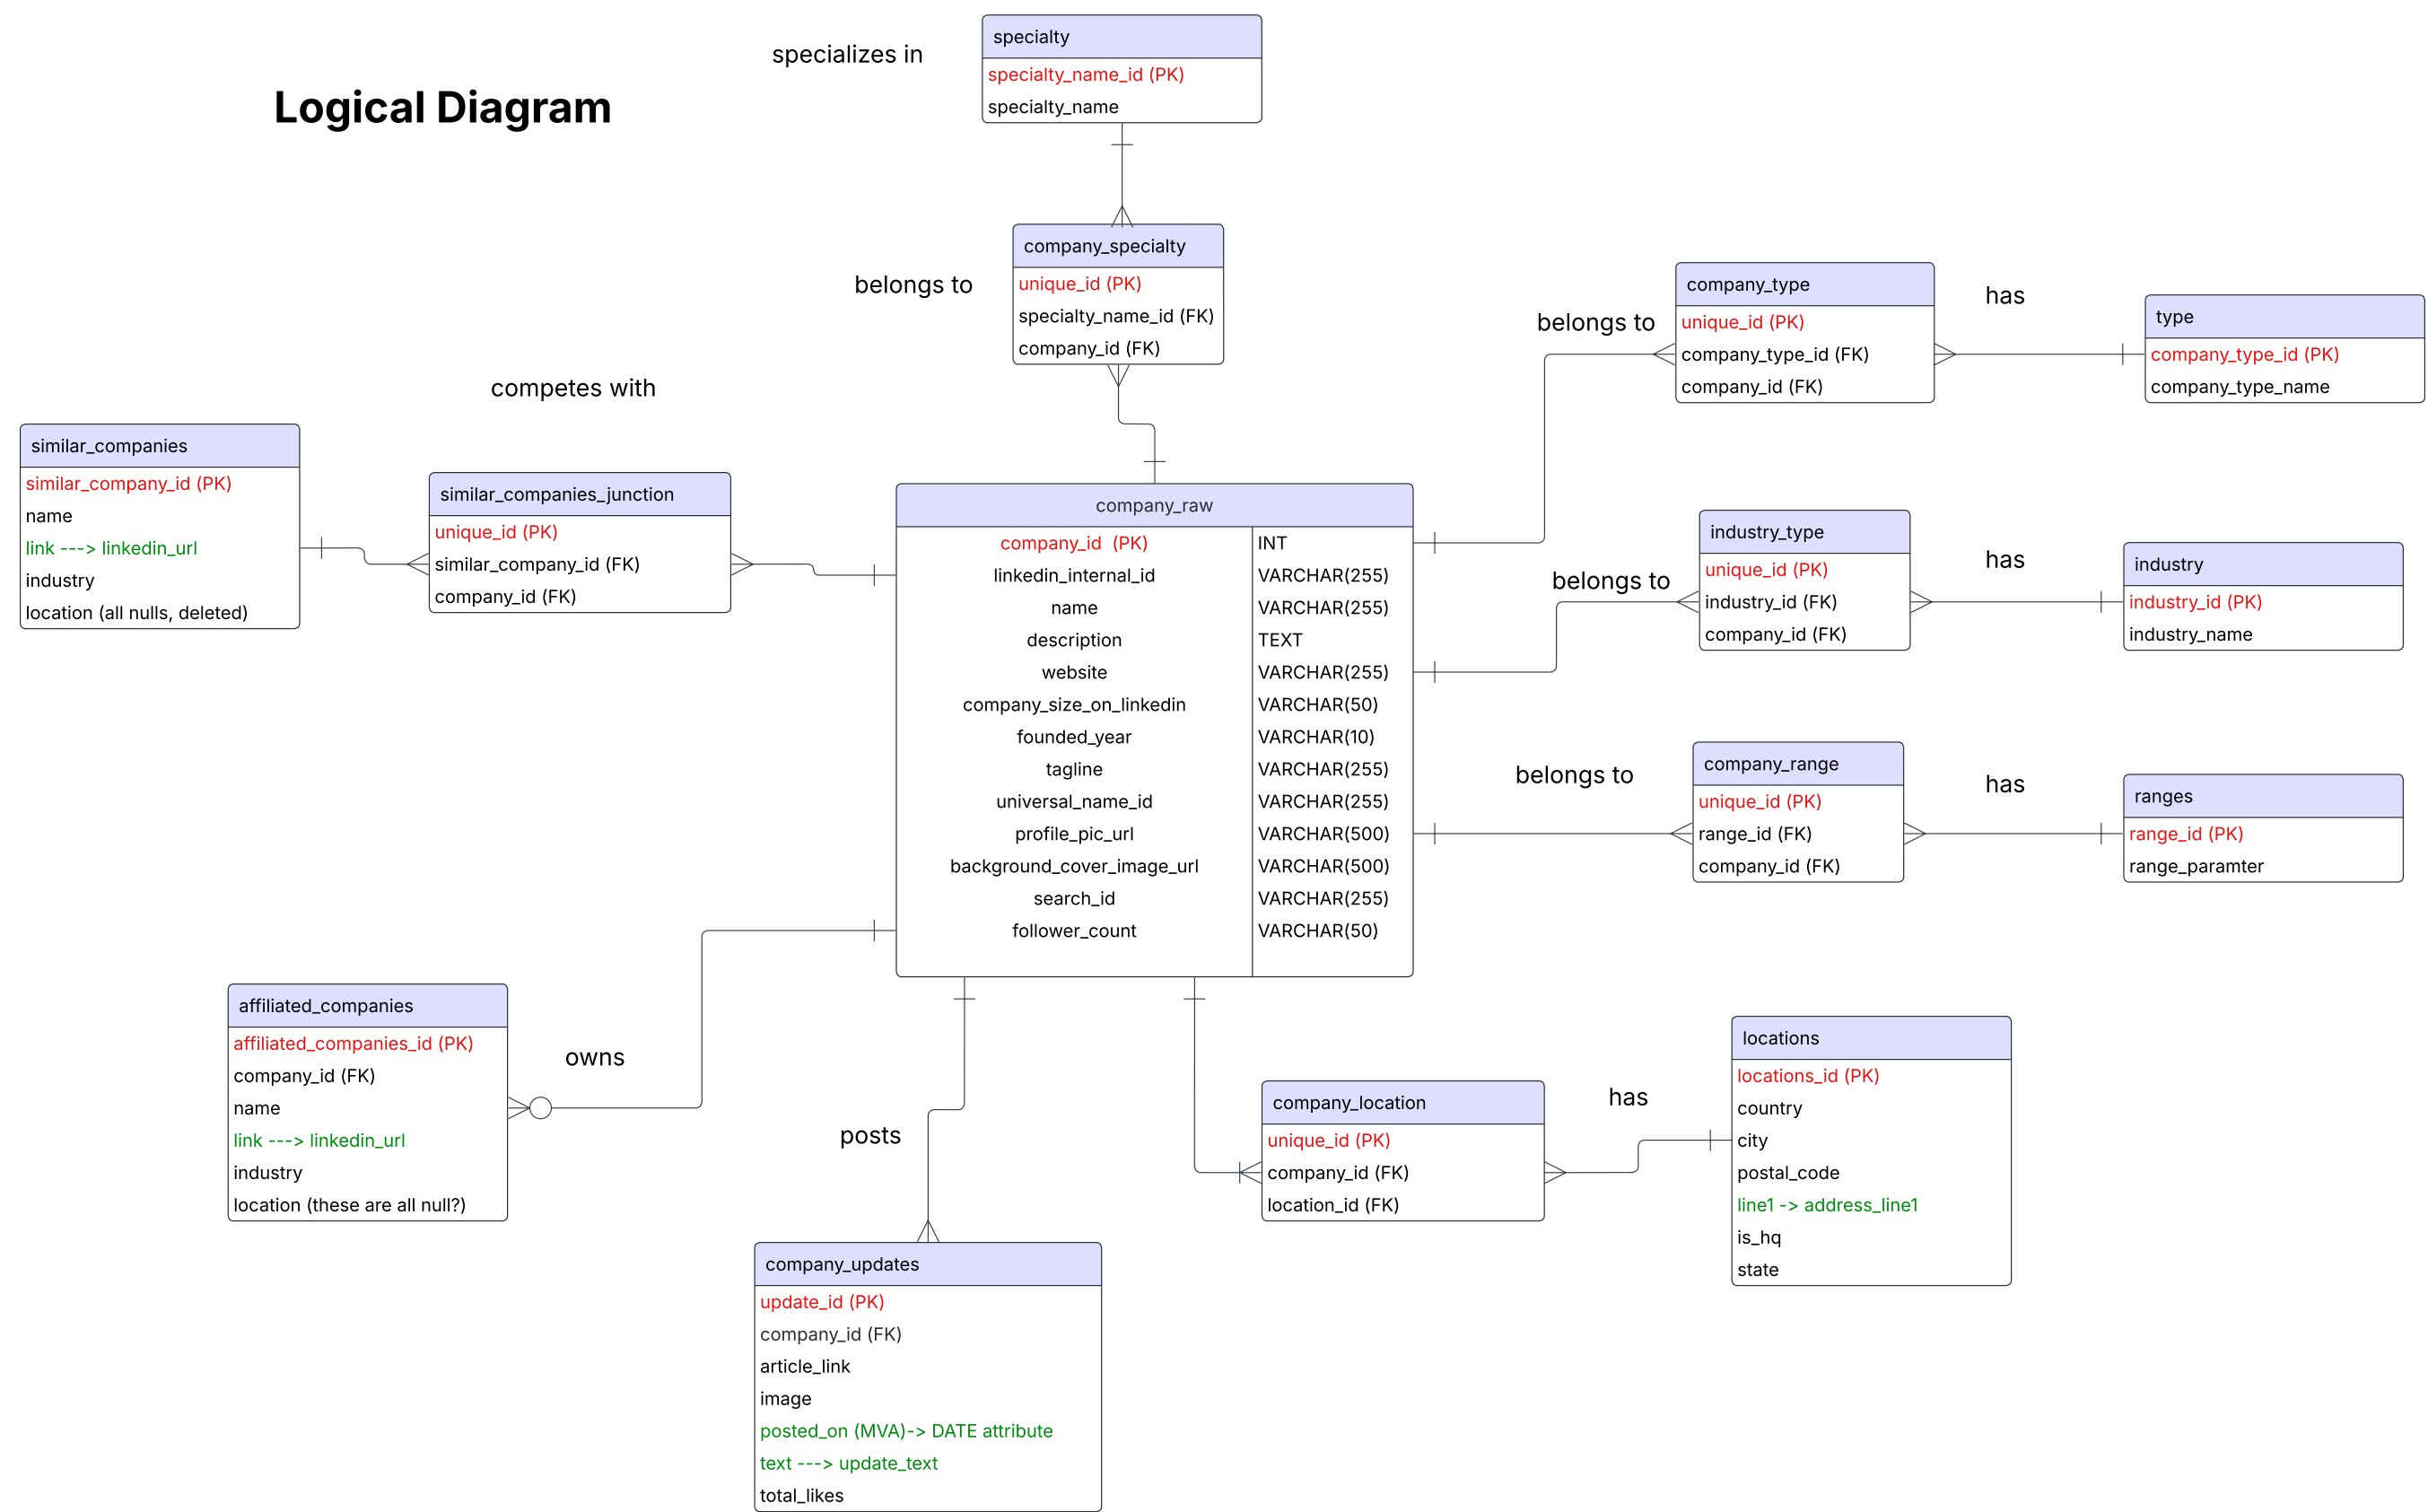 Logical Diagram
specializes in
specialty
specialty_name_id (PK)
specialty_name
belongs to
company_specialty
unique_id (PK)
specialty_name_id (FK)
company_id (FK)
competes with
similar_companies
similar_company_id (PK)
name
link ---> linkedin_url
industry
location (all nulls, deleted)
similar_companies_junction
unique_id (PK)
similar_company_id (FK)
company_id (FK)
company_raw
company_id (PK) INT
linkedin_internal_id VARCHAR(255)
name VARCHAR(255)
description TEXT
website VARCHAR(255)
company_size_on_linkedin VARCHAR(50)
founded_year VARCHAR(10)
tagline VARCHAR(255)
universal_name_id VARCHAR(255)
profile_pic_url VARCHAR(500)
background_cover_image_url VARCHAR(500)
search_id VARCHAR(255)
follower_count VARCHAR(50)
belongs to
company_type
unique_id (PK)
company_type_id (FK)
company_id (FK)
has
type
company_type_id (PK)
company_type_name
belongs to
industry_type
unique_id (PK)
industry_id (FK)
company_id (FK)
has
industry
industry_id (PK)
industry_name
belongs to
company_range
unique_id (PK)
range_id (FK)
company_id (FK)
has
ranges
range_id (PK)
range_paramter
affiliated_companies
affiliated_companies_id (PK)
company_id (FK)
name
link ---> linkedin_url
industry
location (these are all null?)
owns
posts
company_updates
update_id (PK)
company_id (FK)
article_link
image
posted_on (MVA)-> DATE attribute
text ---> update_text
total_likes
company_location
unique_id (PK)
company_id (FK)
location_id (FK)
has
locations
locations_id (PK)
country
city
postal_code
line1 -> address_line1
is_hq
state